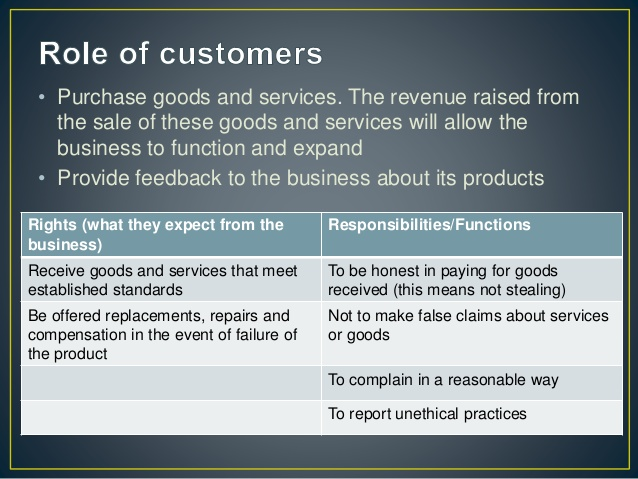 Role of customers
• Purchase goods and services. The revenue raised from
the sale of these goods and services will allow the
business to function and expand
• Provide feedback to the business about its products
Rights (what they expect from the
business)
Responsibilities/Functions
Receive goods and services that meet
established standards
To be honest in paying for goods
received (this means not stealing)
Be offered replacements, repairs and
compensation in the event of failure of
the product
Not to make false claims about services
or goods
To complain in a reasonable way
To report unethical practices